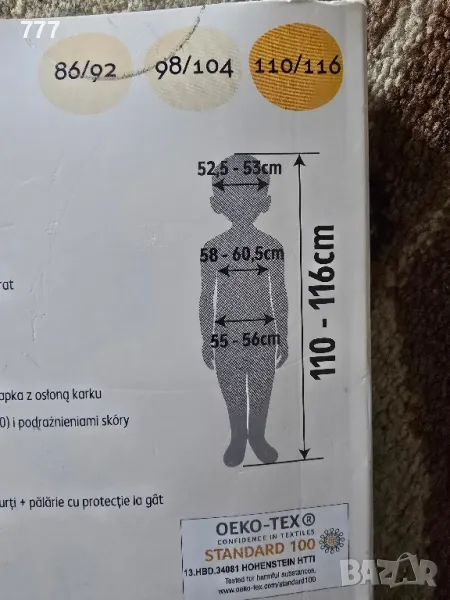 777
86/92 98/104 110/116
52,5 - 53cm
58 - 60,5cm
55 - 56cm
110 - 116cm
rat
apka z osłoną karku
0) i podrażnieniami skóry
urți + pălărie cu protecție la gât
OEKO-TEX®
CONFIDENCE IN TEXTILES
STANDARD 100
13.HBD.34081 HOHENSTEIN HTTI
Tested for harmful substances.
www.oeko-tex.com/standard100
BAZAR